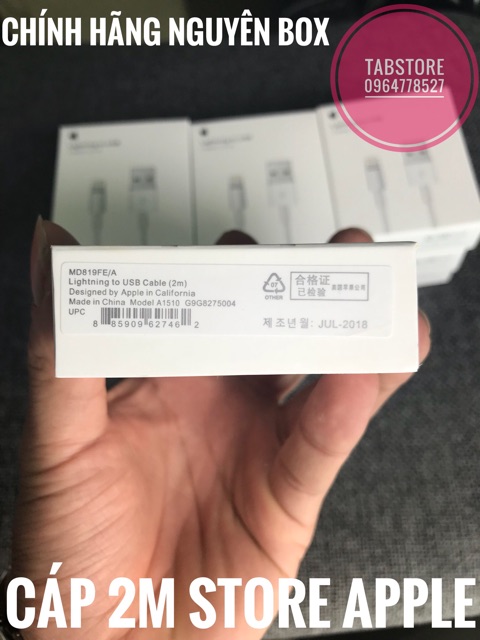 CHÍNH HÃNG NGUYÊN BOX
TABSTORE
0964778527
MD819FE/A
Lightning to USB Cable (2m)
Designed by Apple in California
Made in China Model A1510 G9G8275004
UPC
8 85909 62746 2
07
OTHER
合格证
已检验
제조년월: JUL-2018
CÁP 2M STORE APPLE